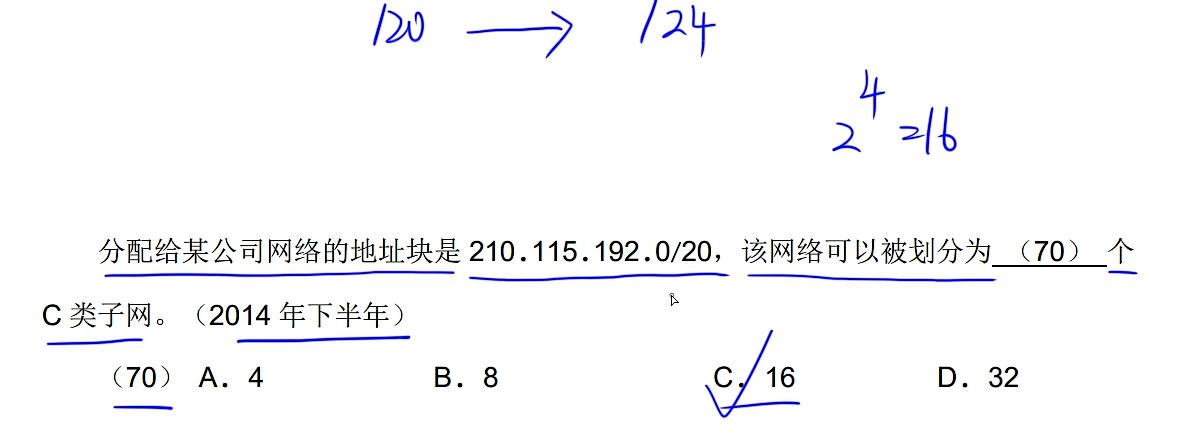 /20 → /24
2^4 =16
分配给某公司网络的地址块是 210.115.192.0/20，该网络可以被划分为 （70） 个
C 类子网。（2014 年下半年）
（70） A．4 B．8 C．16 D．32